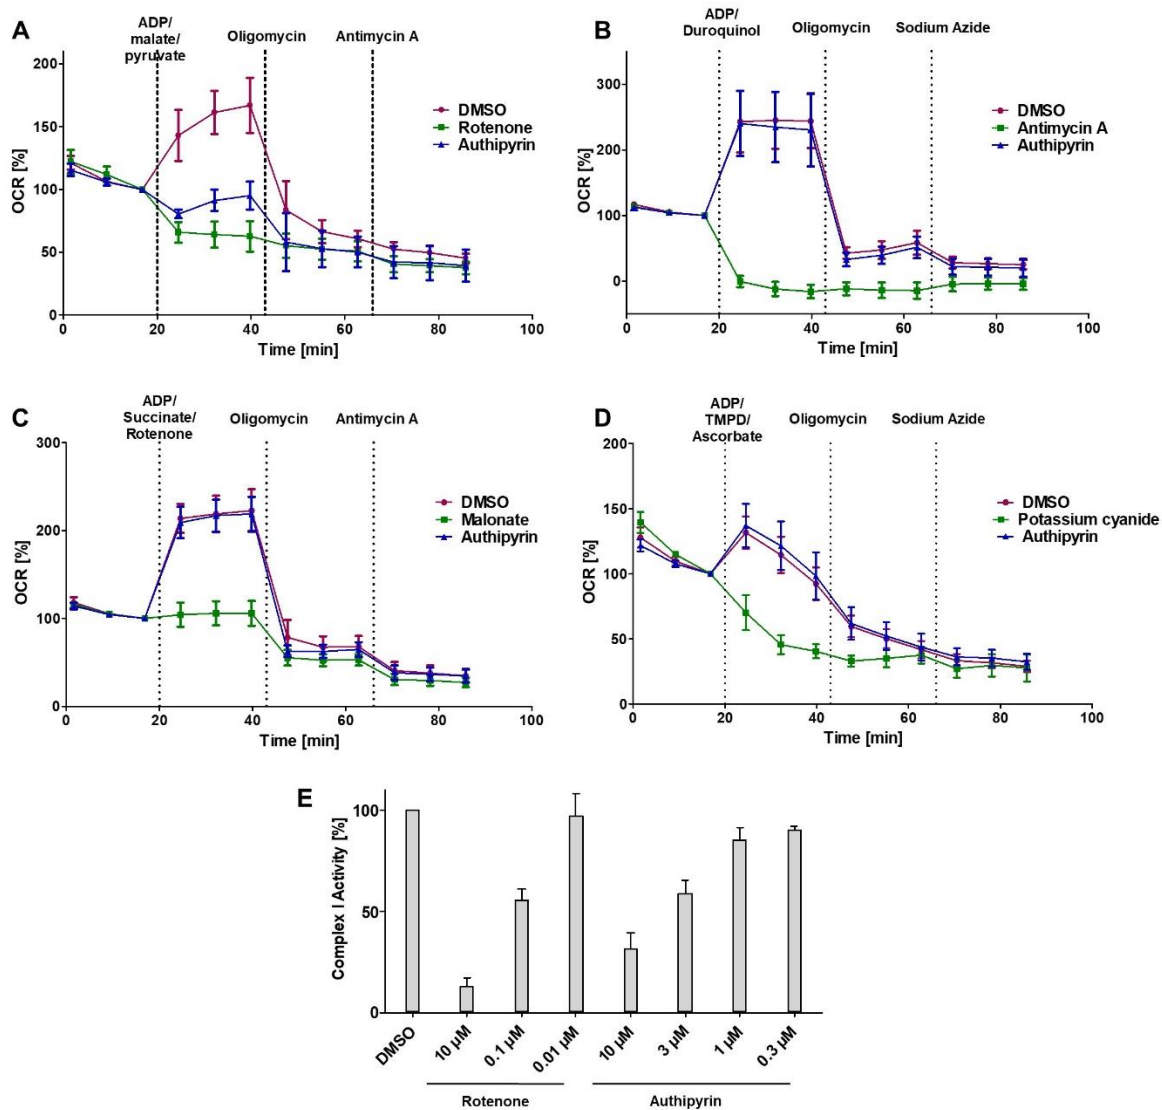 A
ADP/
malate/
pyruvate
Oligomycin
Antimycin A
OCR [%]
200
150
100
50
0
DMSO
Rotenone
Authipyrin
0 20 40 60 80 100
Time [min]
B
ADP/
Duroquinol
Oligomycin
Sodium Azide
OCR [%]
300
200
100
0
DMSO
Antimycin A
Authipyrin
0 20 40 60 80 100
Time [min]
C
ADP/
Succinate/
Rotenone
Oligomycin
Antimycin A
OCR [%]
300
200
100
0
DMSO
Malonate
Authipyrin
0 20 40 60 80 100
Time [min]
D
ADP/
TMPD/
Ascorbate
Oligomycin
Sodium Azide
OCR [%]
200
150
100
50
0
DMSO
Potassium cyanide
Authipyrin
0 20 40 60 80 100
Time [min]
E
Complex I Activity [%]
100
50
0
DMSO
10 µM
0.1 µM
0.01 µM
10 µM
3 µM
1 µM
0.3 µM
Rotenone
Authipyrin